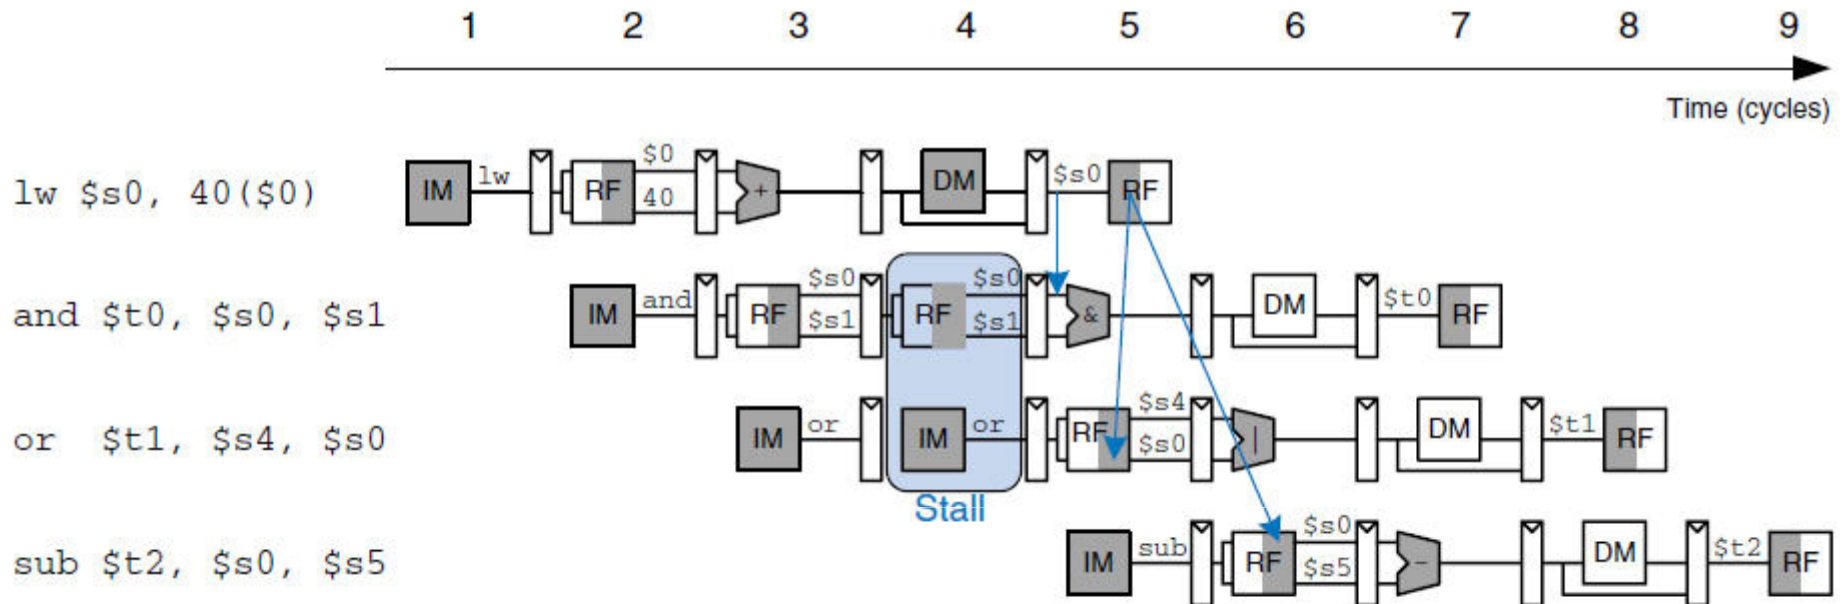 1 2 3 4 5 6 7 8 9
Time (cycles)
lw $s0, 40($0) IM lw RF $0 40 + DM $s0 RF
and $t0, $s0, $s1 IM and RF $s0 $s1 RF $s0 $s1 & DM $t0 RF
or $t1, $s4, $s0 IM or IM or RF $s4 $s0 | DM $t1 RF
Stall
sub $t2, $s0, $s5 IM sub RF $s0 $s5 - DM $t2 RF